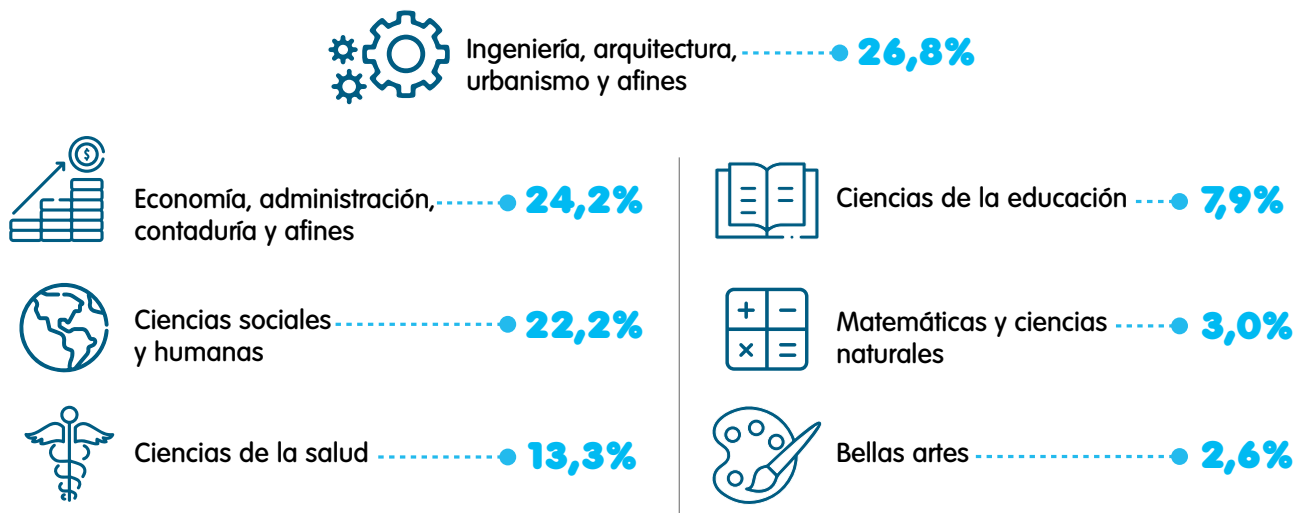 Ingeniería, arquitectura, 26,8%
urbanismo y afines
$
Economía, administración, 24,2%
contaduría y afines
Ciencias sociales 22,2%
y humanas
Ciencias de la salud 13,3%
Ciencias de la educación 7,9%
+ −
× =
Matemáticas y ciencias 3,0%
naturales
Bellas artes 2,6%